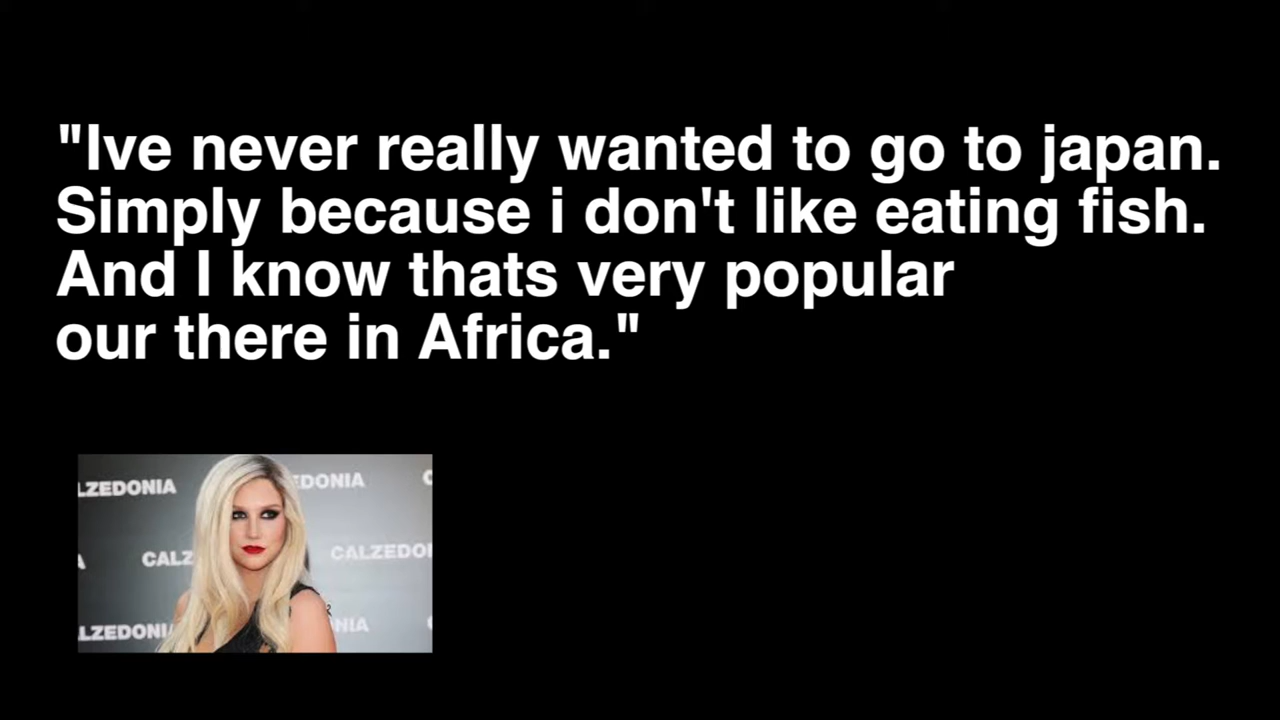 "Ive never really wanted to go to japan.
Simply because i don't like eating fish.
And I know thats very popular
our there in Africa."
LZEDONIA
EDONIA
C
CALZ
CALZEDO
A
LZEDONIA
NIA